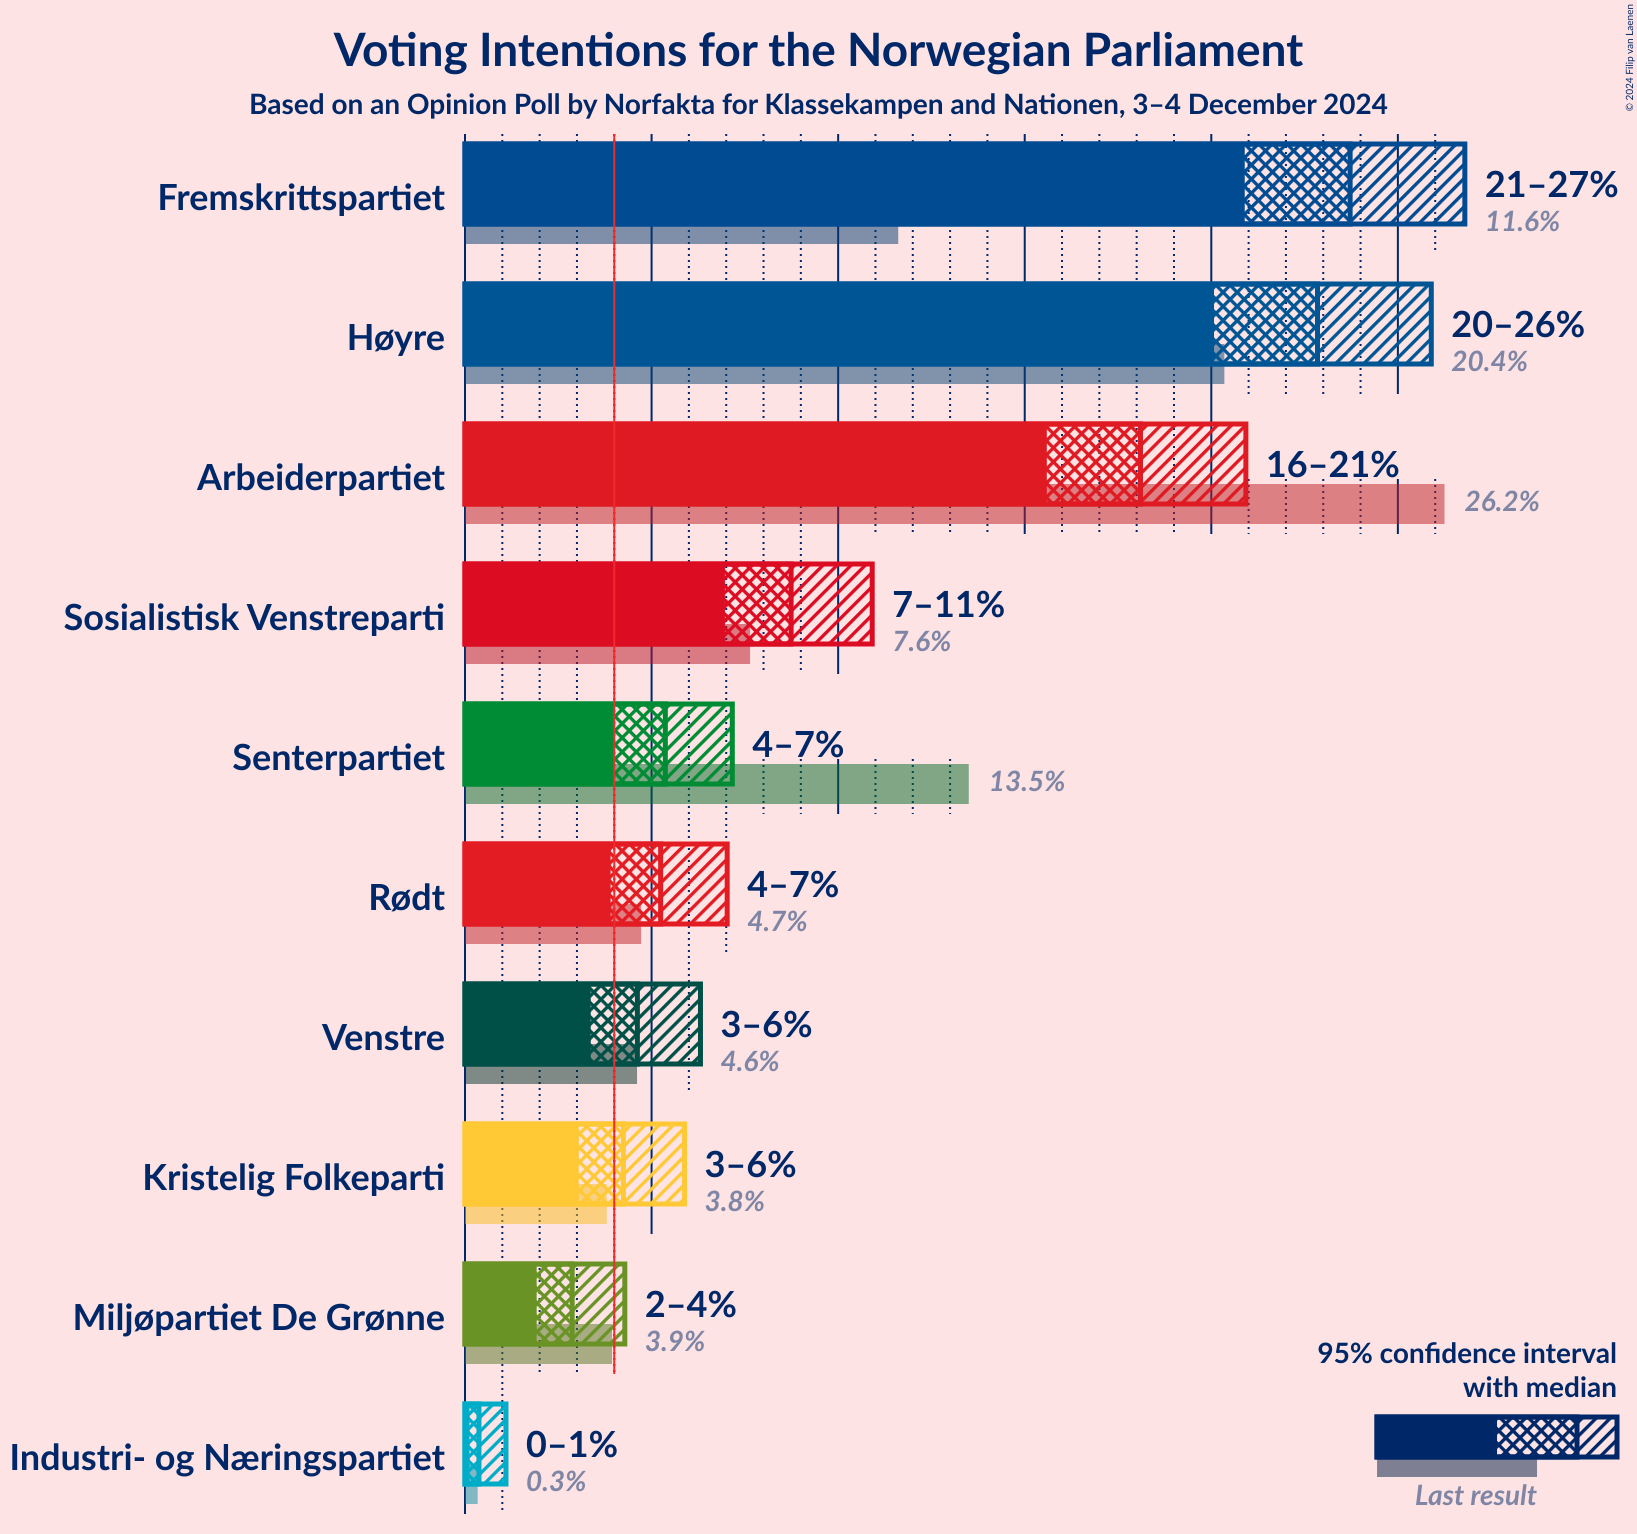 Voting Intentions for the Norwegian Parliament
Based on an Opinion Poll by Norfakta for Klassekampen and Nationen, 3–4 December 2024
© 2024 Filip van Laenen
Fremskrittspartiet
21–27%
11.6%
Høyre
20–26%
20.4%
Arbeiderpartiet
16–21%
26.2%
Sosialistisk Venstreparti
7–11%
7.6%
Senterpartiet
4–7%
13.5%
Rødt
4–7%
4.7%
Venstre
3–6%
4.6%
Kristelig Folkeparti
3–6%
3.8%
Miljøpartiet De Grønne
2–4%
3.9%
Industri- og Næringspartiet
0–1%
0.3%
95% confidence interval
with median
Last result